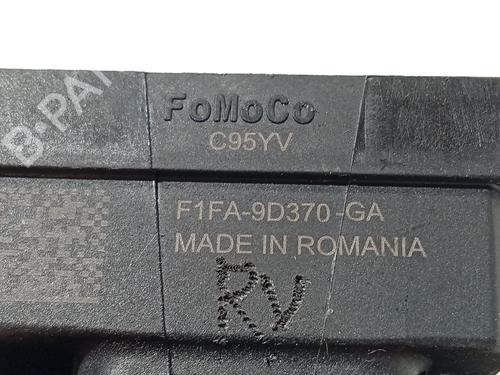 B-PA
FoMoCo
C95YV
F1FA-9D370-GA
MADE IN ROMANIA
RV